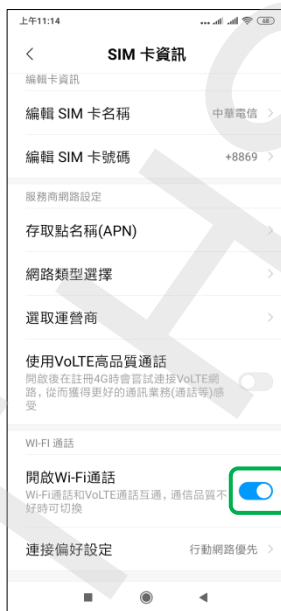 上午11:14
48
SIM 卡資訊
編輯卡資訊
編輯 SIM 卡名稱 中華電信
編輯 SIM 卡號碼 +8869
服務商網路設定
存取點名稱(APN)
網路類型選擇
選取運營商
使用VoLTE高品質通話
開啟後在註冊4G時會嘗試連接VoLTE網
路，從而獲得更好的通訊業務(通話等)感
受
WI-FI 通話
開啟Wi-Fi通話
Wi-Fi通話和VoLTE通話互通，通信品質不
好時可切換
連接偏好設定 行動網路優先